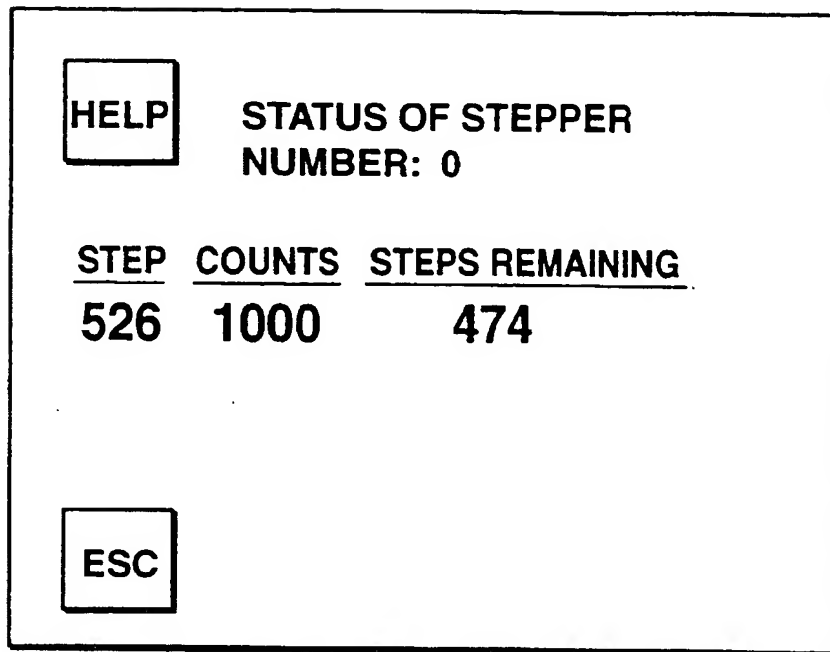 HELP
STATUS OF STEPPER
NUMBER: 0
STEP COUNTS STEPS REMAINING
526 1000 474
ESC